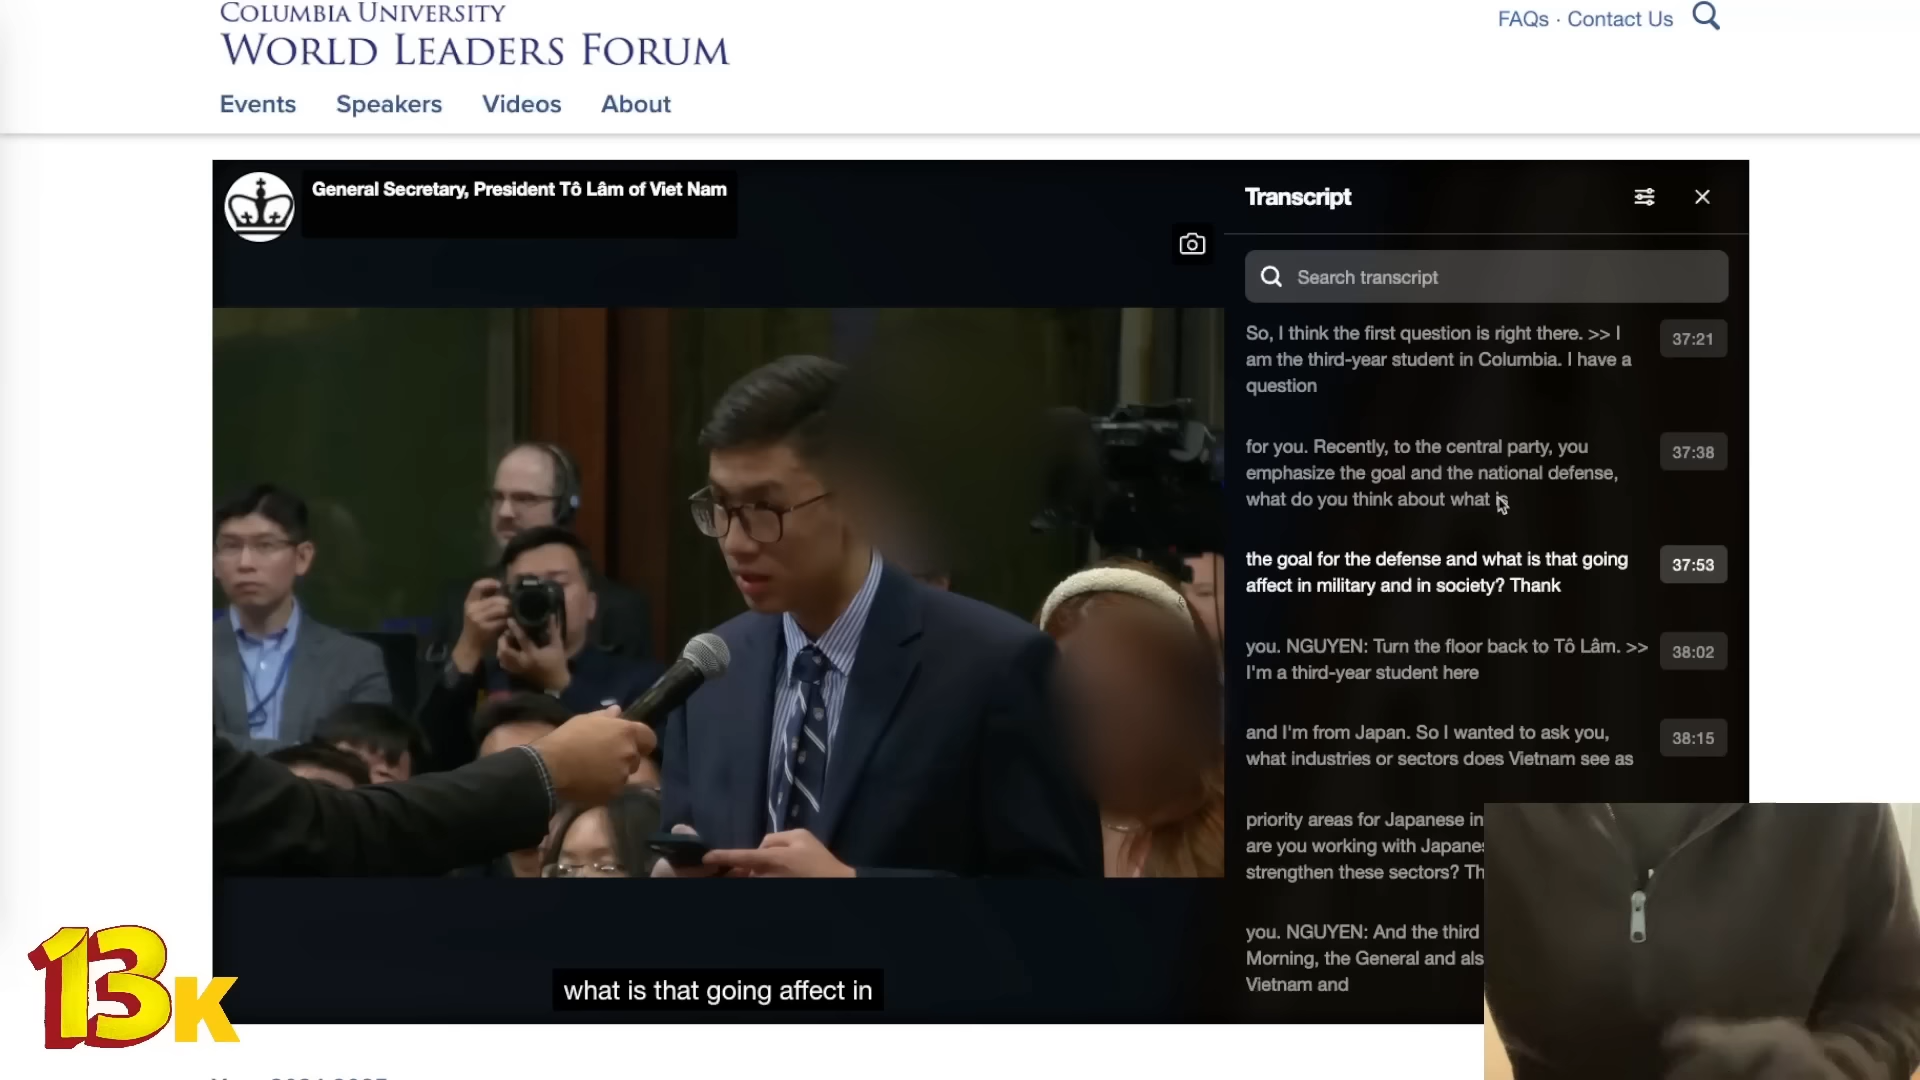 COLUMBIA UNIVERSITY
WORLD LEADERS FORUM
FAQs · Contact Us
Events
Speakers
Videos
About
General Secretary, President Tô Lâm of Viet Nam
what is that going affect in
Transcript
Search transcript
So, I think the first question is right there. >> I
am the third-year student in Columbia. I have a
question
37:21
for you. Recently, to the central party, you
emphasize the goal and the national defense,
what do you think about what is
37:38
the goal for the defense and what is that going
affect in military and in society? Thank
37:53
you. NGUYEN: Turn the floor back to Tô Lâm. >>
I'm a third-year student here
38:02
and I'm from Japan. So I wanted to ask you,
what industries or sectors does Vietnam see as
38:15
priority areas for Japanese in
are you working with Japane
strengthen these sectors? Th
you. NGUYEN: And the third
Morning, the General and als
Vietnam and
13K